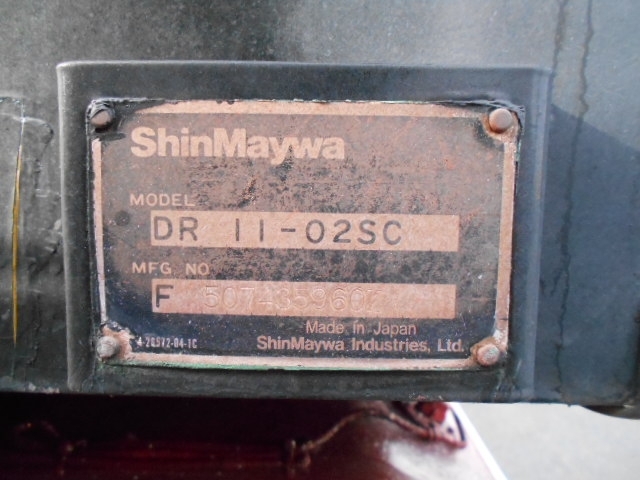 ShinMaywa
MODEL
DR 11-02SC
MFG NO
F
Made in Japan
ShinMaywa Industries, Ltd.